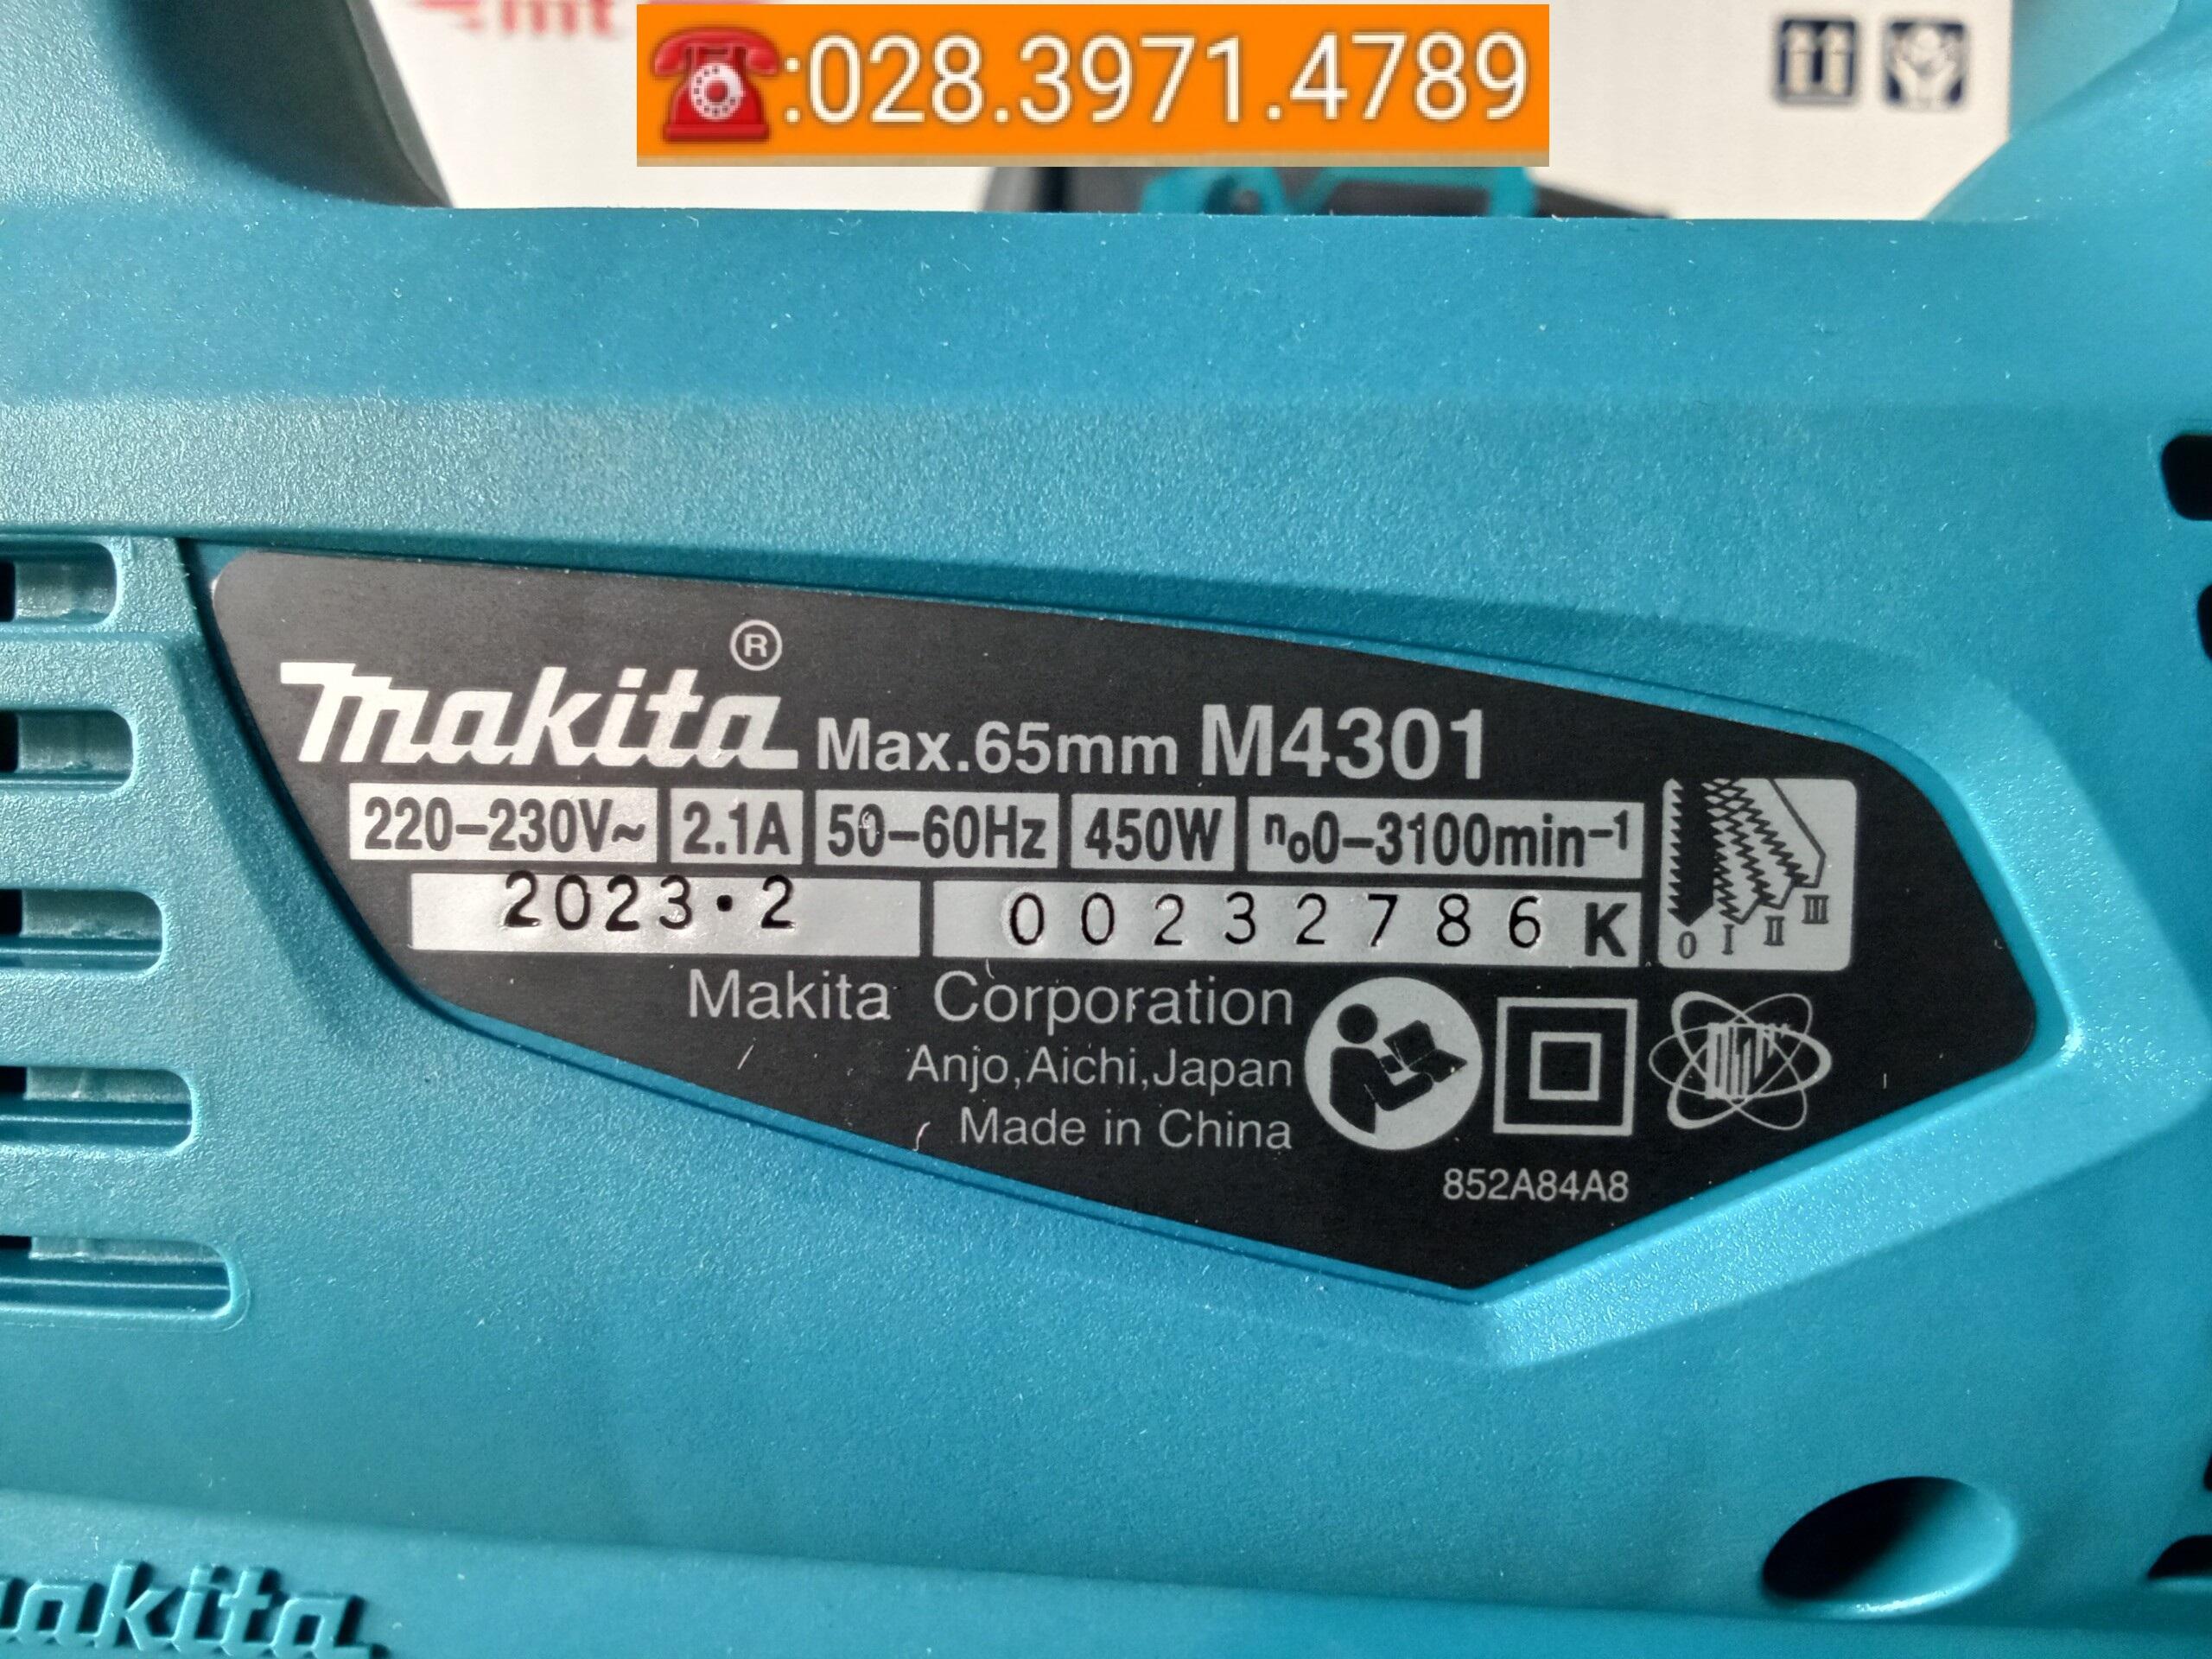 ☎:028.3971.4789
makita® Max.65mm M4301
220–230V~ 2.1A 50–60Hz 450W n₀0–3100min⁻¹
2023.2 00232786 K
0 I II III
Makita Corporation
Anjo,Aichi,Japan
Made in China
852A84A8
makita